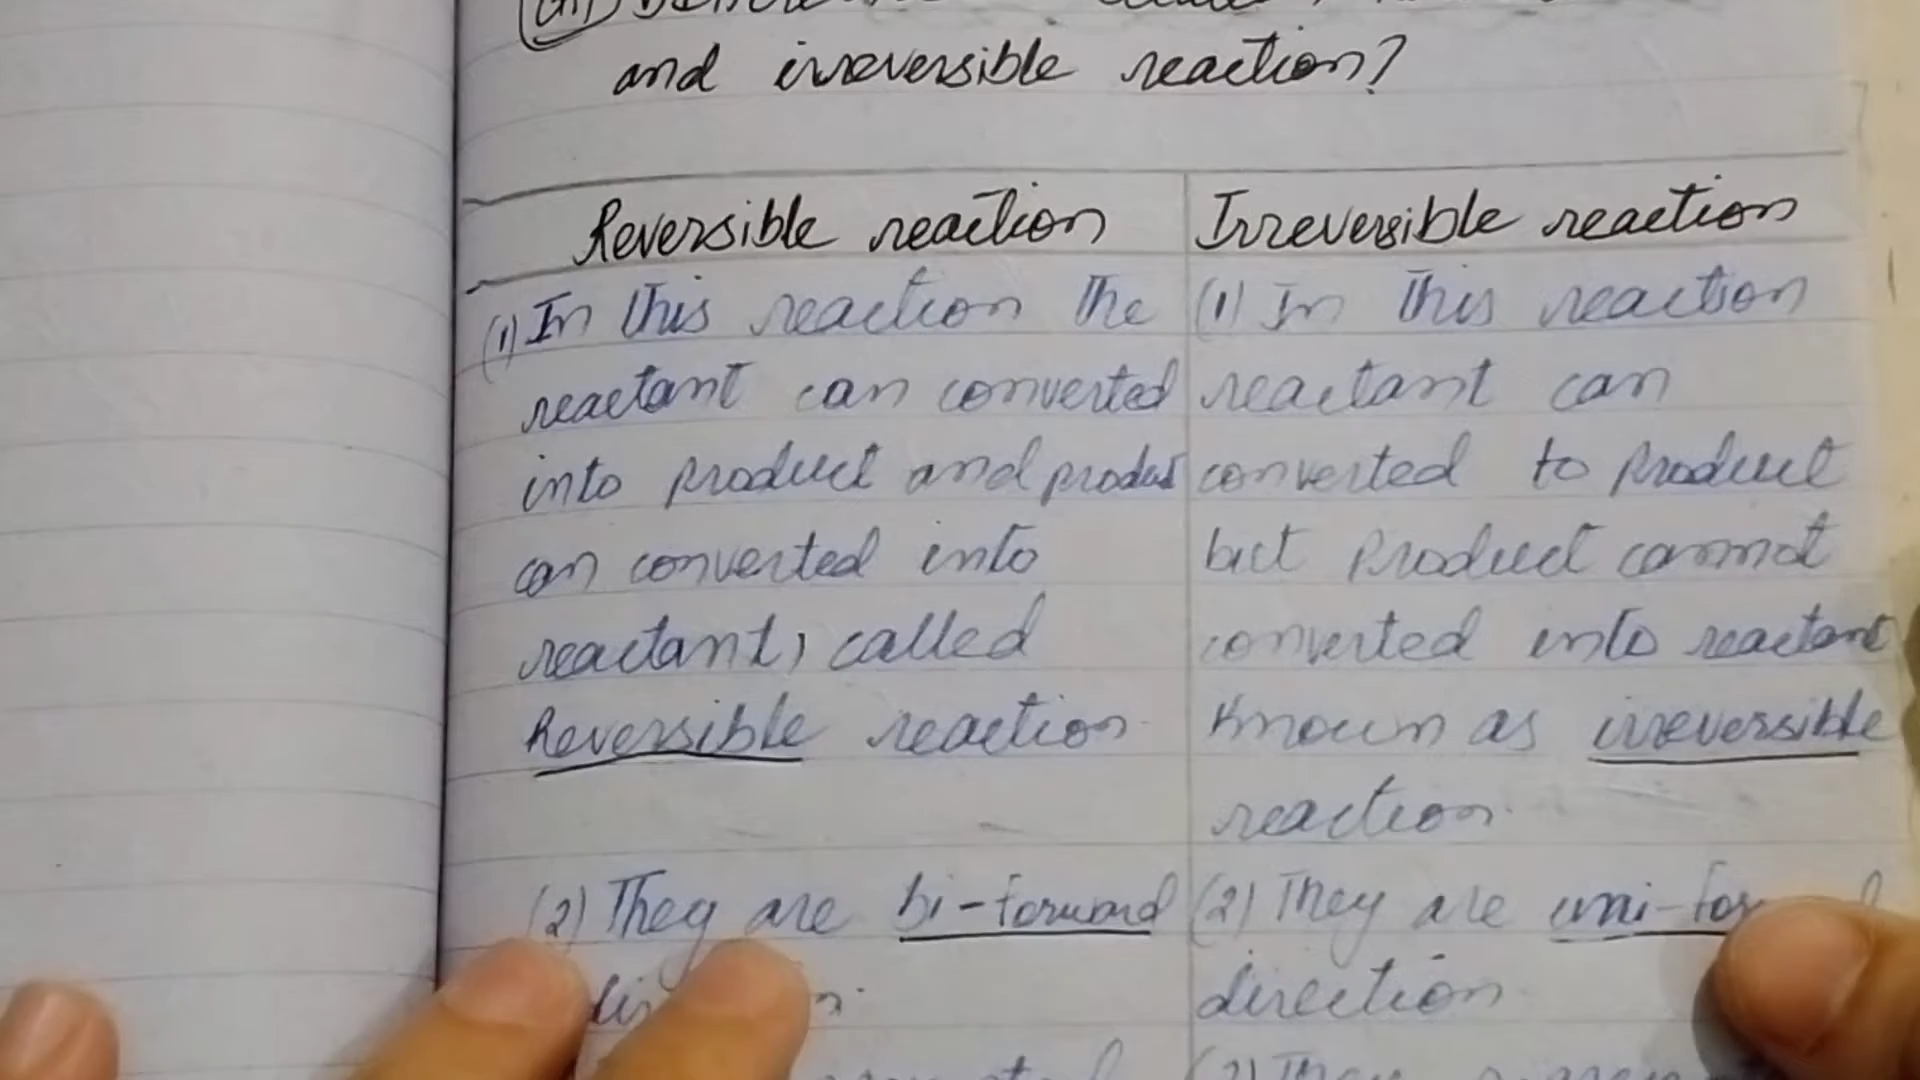 and irreversible reaction?
Reversible reaction
(1) In this reaction the
reactant can converted
into product and product
can converted into
reactant, called
Reversible reaction.
(2) They are bi-forward
Irreversible reaction
(1) In this reaction
reactant can
converted to product
but product cannot
converted into reactant
known as irreversible
reaction.
(2) They are
direction.
(3) They